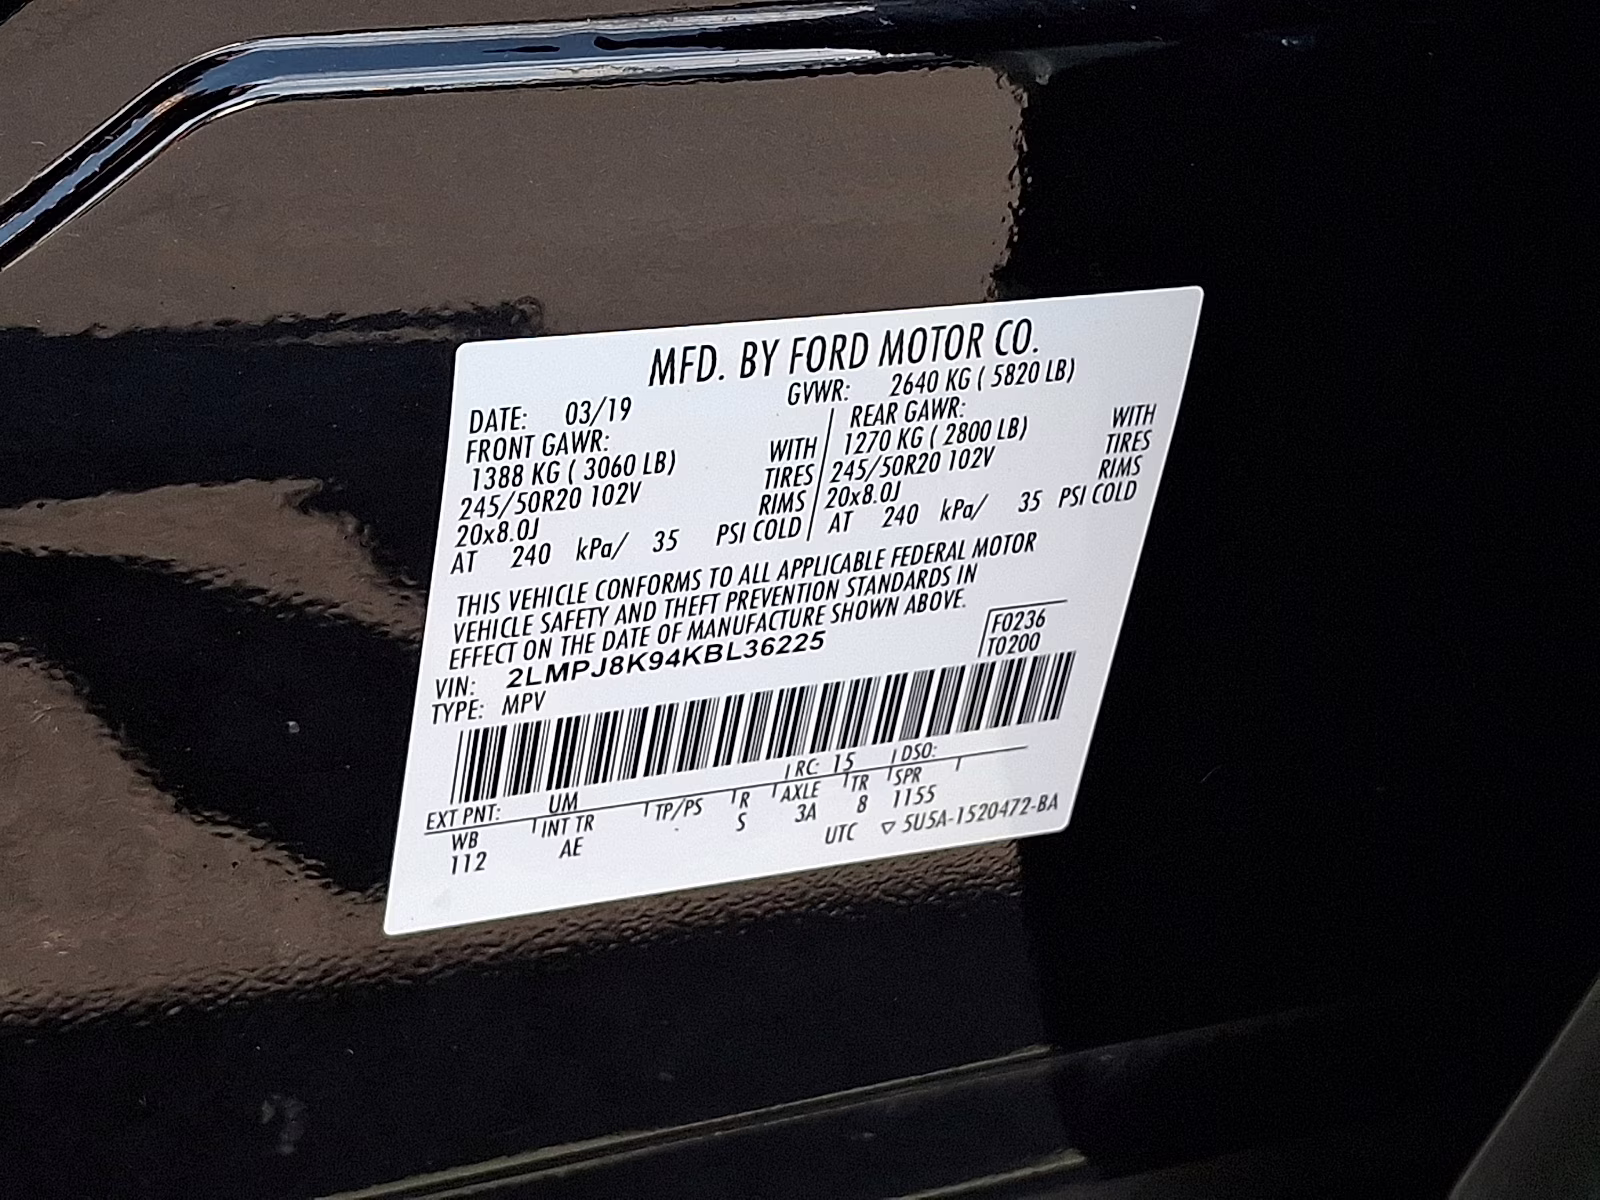 MFD. BY FORD MOTOR CO.
DATE: 03/19 GVWR: 2640 KG ( 5820 LB)
FRONT GAWR: REAR GAWR:
1388 KG ( 3060 LB) WITH 1270 KG ( 2800 LB) WITH
245/50R20 102V TIRES 245/50R20 102V TIRES
20x8.0J RIMS 20x8.0J RIMS
AT 240 kPa/ 35 PSI COLD AT 240 kPa/ 35 PSI COLD
THIS VEHICLE CONFORMS TO ALL APPLICABLE FEDERAL MOTOR
VEHICLE SAFETY AND THEFT PREVENTION STANDARDS IN
EFFECT ON THE DATE OF MANUFACTURE SHOWN ABOVE.
VIN: 2LMPJ8K94KBL36225 F0236
TYPE: MPV T0200
EXT PNT: UM RC: 15 DSO:
WB INT TR TP/PS R AXLE TR SPR
112 AE S 3A 8 1155
UTC ▽ 5U5A-1520472-BA